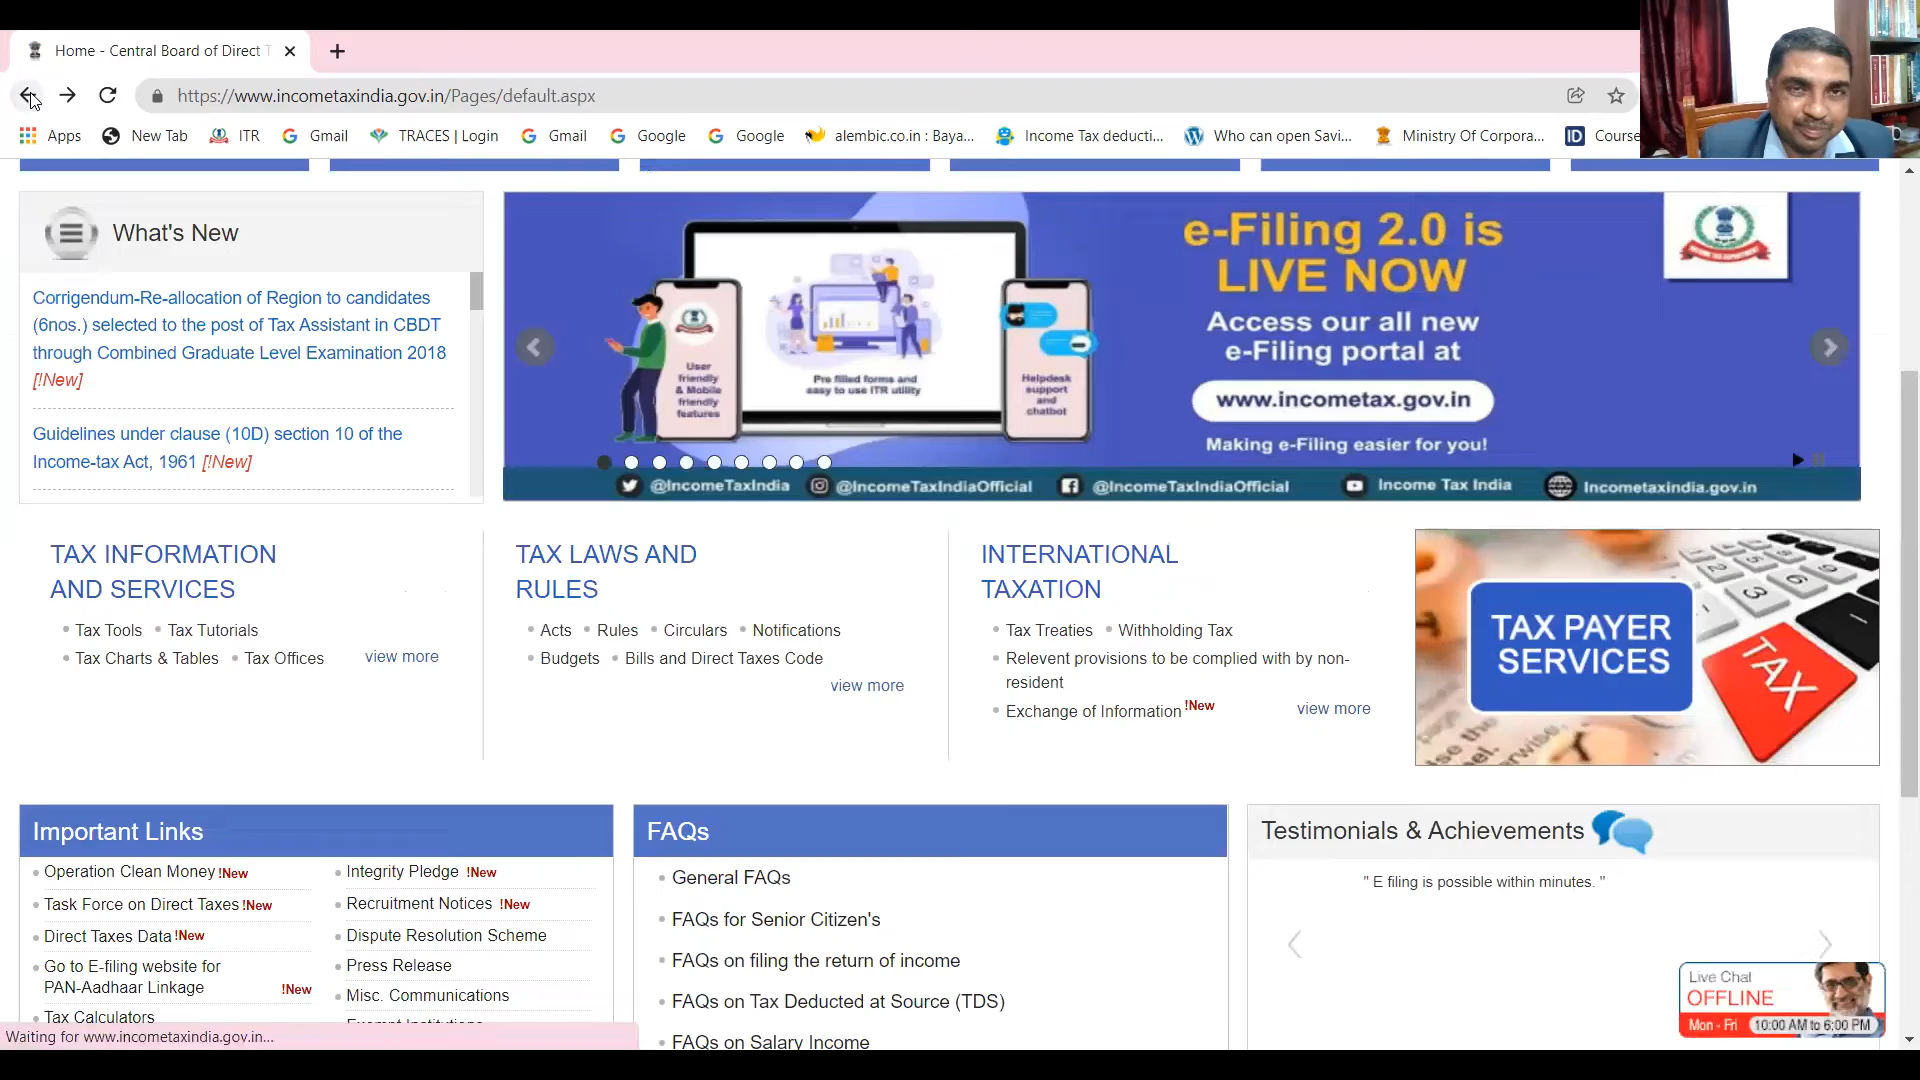 Home - Central Board of Direct T
https://www.incometaxindia.gov.in/Pages/default.aspx
Apps
New Tab
ITR
Gmail
TRACES | Login
Gmail
Google
Google
alembic.co.in : Baya...
Income Tax deducti...
Who can open Savi...
Ministry Of Corpora...
ID
Course
What's New
Corrigendum-Re-allocation of Region to candidates
(6nos.) selected to the post of Tax Assistant in CBDT
through Combined Graduate Level Examination 2018
[!New]
Guidelines under clause (10D) section 10 of the
Income-tax Act, 1961 [!New]
User
friendly
& Mobile
friendly
features
Pre filled forms and
easy to use ITR utility
Helpdesk
support
and
chatbot
e-Filing 2.0 is
LIVE NOW
Access our all new
e-Filing portal at
www.incometax.gov.in
Making e-Filing easier for you!
@IncomeTaxIndia
@IncomeTaxIndiaOfficial
@IncomeTaxIndiaOfficial
Income Tax India
Incometaxindia.gov.in
TAX INFORMATION
AND SERVICES
Tax Tools
Tax Tutorials
Tax Charts & Tables
Tax Offices
view more
TAX LAWS AND
RULES
Acts
Rules
Circulars
Notifications
Budgets
Bills and Direct Taxes Code
view more
INTERNATIONAL
TAXATION
Tax Treaties
Withholding Tax
Relevent provisions to be complied with by non-
resident
Exchange of Information !New
view more
TAX PAYER
SERVICES
TAX
Important Links
Operation Clean Money !New
Task Force on Direct Taxes !New
Direct Taxes Data !New
Go to E-filing website for
PAN-Aadhaar Linkage !New
Tax Calculators
Integrity Pledge !New
Recruitment Notices !New
Dispute Resolution Scheme
Press Release
Misc. Communications
Exempt Institutions
FAQs
General FAQs
FAQs for Senior Citizen's
FAQs on filing the return of income
FAQs on Tax Deducted at Source (TDS)
FAQs on Salary Income
Testimonials & Achievements
" E filing is possible within minutes. "
Live Chat
OFFLINE
Mon - Fri 10:00 AM to 6:00 PM
Waiting for www.incometaxindia.gov.in...